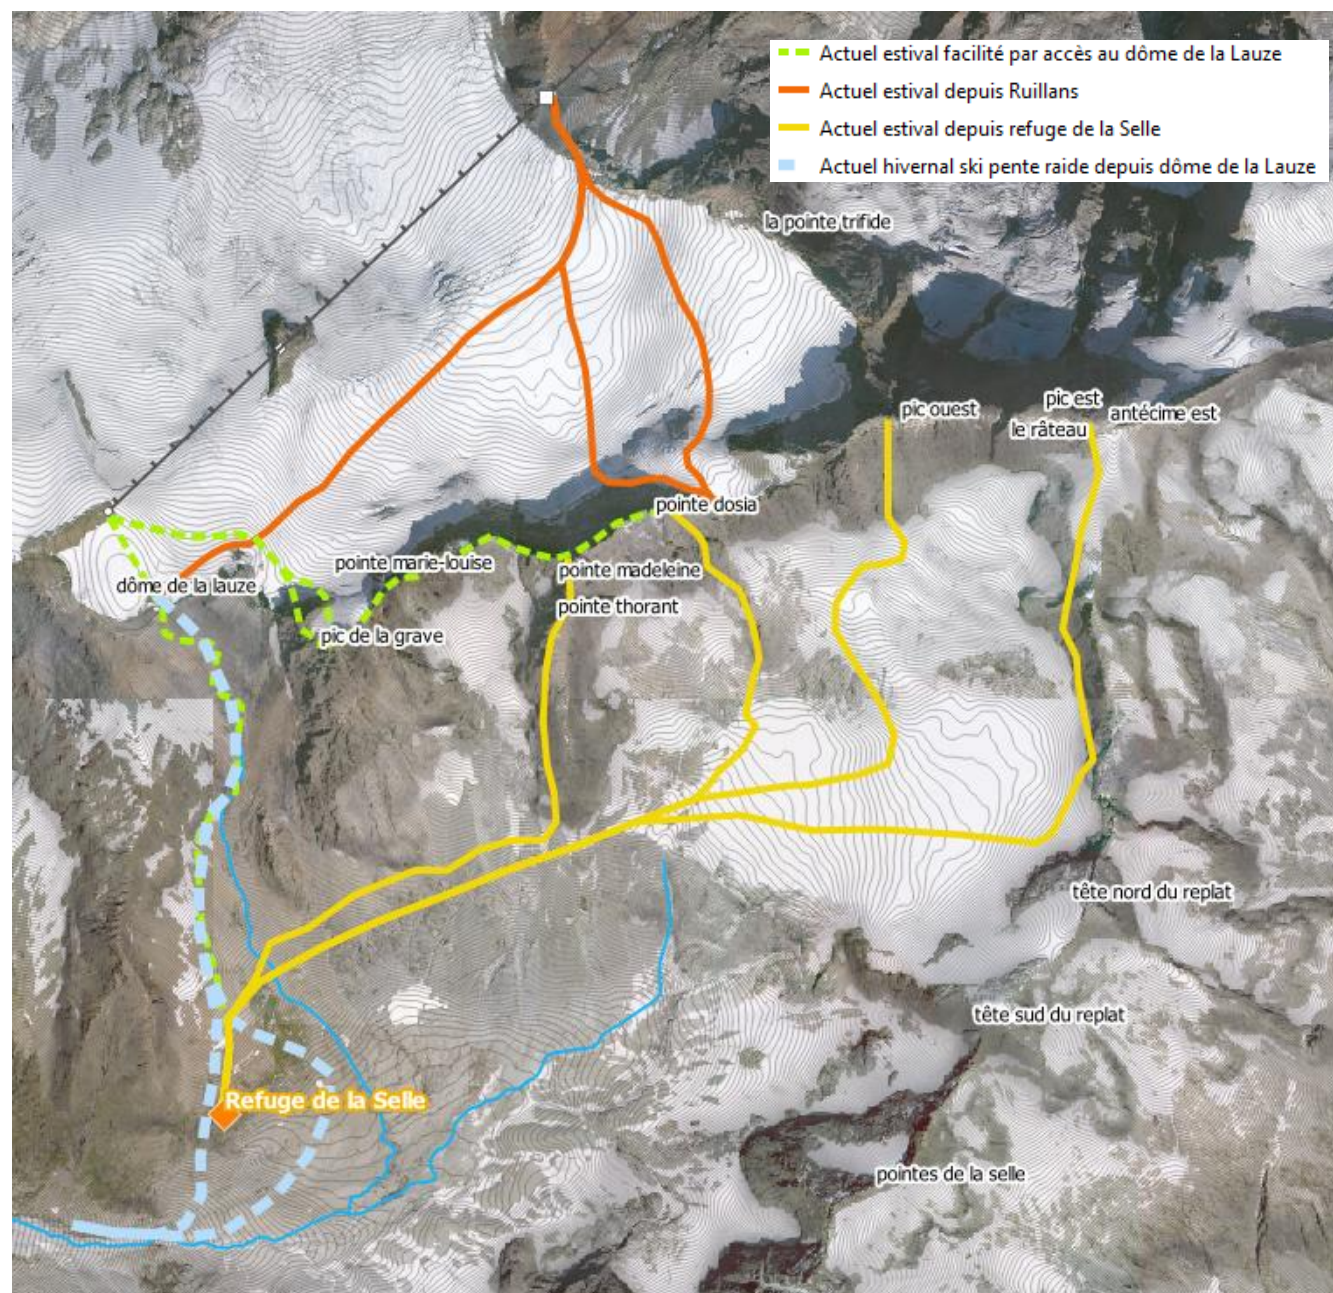 Actuel estival facilité par accès au dôme de la Lauze
Actuel estival depuis Ruillans
Actuel estival depuis refuge de la Selle
Actuel hivernal ski pente raide depuis dôme de la Lauze
la pointe trifide
pic ouest
pic est
antécime est
le râteau
pointe dosia
pointe marie-louise
pointe madeleine
dôme de la lauze
pointe thorant
pic de la grave
tête nord du replat
tête sud du replat
Refuge de la Selle
pointes de la selle